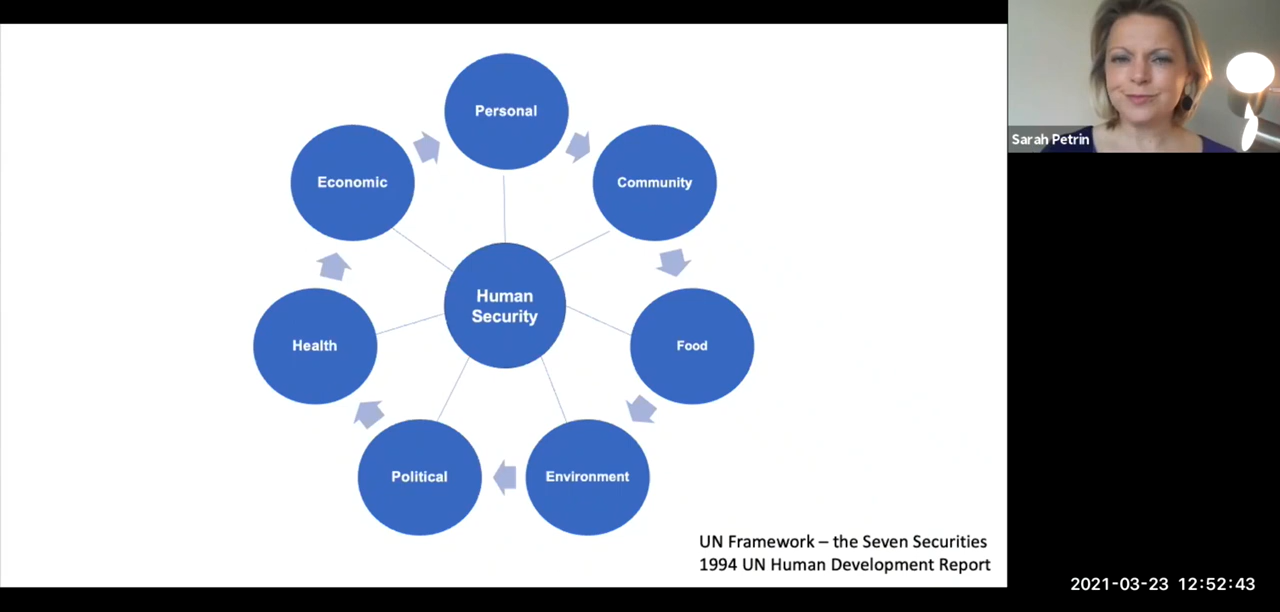 Personal
Community
Food
Environment
Political
Health
Economic
Human
Security
UN Framework – the Seven Securities
1994 UN Human Development Report
Sarah Petrin
2021-03-23 12:52:43